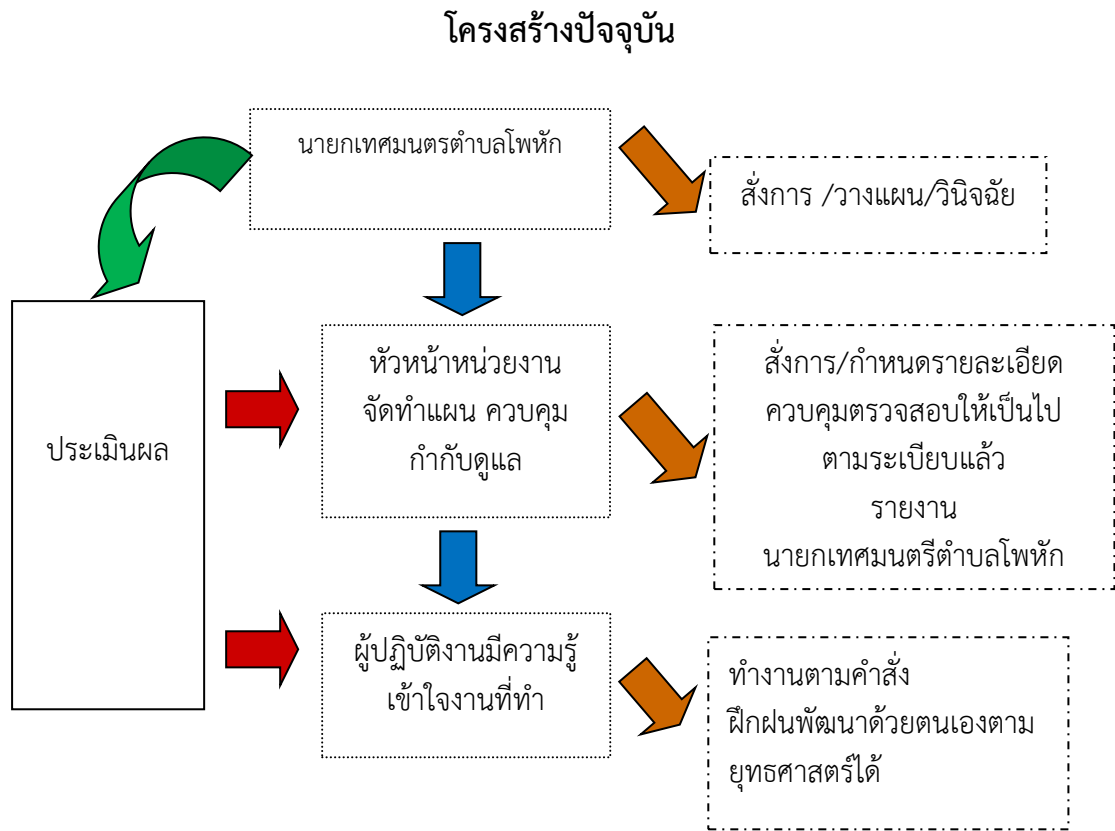 โครงสร้างปัจจุบัน
นายกเทศมนตรตำบลโพหัก
สั่งการ /วางแผน/วินิจฉัย
ประเมินผล
หัวหน้าหน่วยงาน
จัดทำแผน ควบคุม
กำกับดูแล
สั่งการ/กำหนดรายละเอียด
ควบคุมตรวจสอบให้เป็นไป
ตามระเบียบแล้ว
รายงาน
นายกเทศมนตรีตำบลโพหัก
ผู้ปฏิบัติงานมีความรู้
เข้าใจงานที่ทำ
ทำงานตามคำสั่ง
ฝึกฝนพัฒนาด้วยตนเองตาม
ยุทธศาสตร์ได้